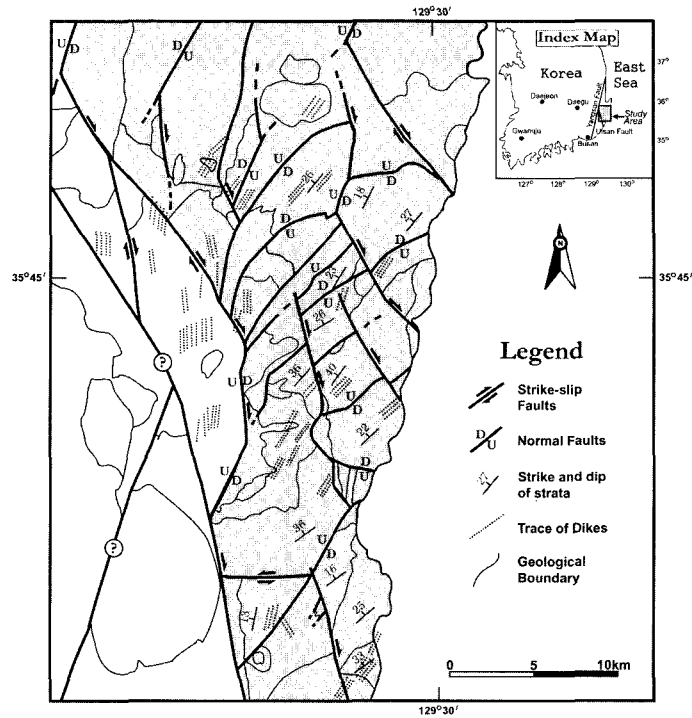 129°30′
Index Map
Korea
East
Sea
37°
36°
35°
Daejeon
Daegu
Gwangju
Busan
Yangsan Fault
Ulsan Fault
Study
Area
127°
128°
129°
130°
35°45′
35°45′
N
U D
D U
U D
D U
D U
U D
D U
U D
D U
U D
D U
U D
U D
U D
D U
U D
26
18
27
22
26
36
40
22
36
16
25
33
?
?
Legend
Strike-slip
Faults
D U
Normal Faults
27
Strike and dip
of strata
Trace of Dikes
Geological
Boundary
0 5 10km
129°30′